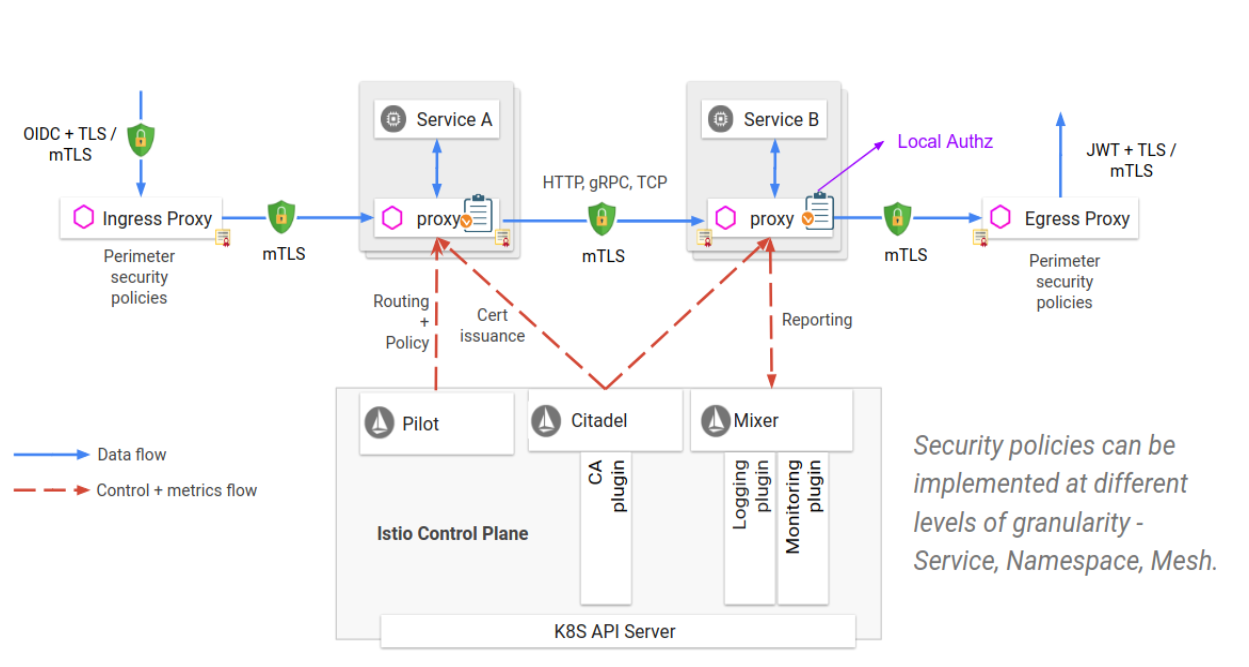 OIDC + TLS /
mTLS
Ingress Proxy
Perimeter
security
policies
mTLS
Service A
proxy
HTTP, gRPC, TCP
mTLS
Service B
proxy
Local Authz
mTLS
JWT + TLS /
mTLS
Egress Proxy
Perimeter
security
policies
Routing
+
Policy
Cert
issuance
Reporting
Pilot
Citadel
Mixer
CA
plugin
Logging
plugin
Monitoring
plugin
Istio Control Plane
K8S API Server
Data flow
Control + metrics flow
Security policies can be
implemented at different
levels of granularity -
Service, Namespace, Mesh.